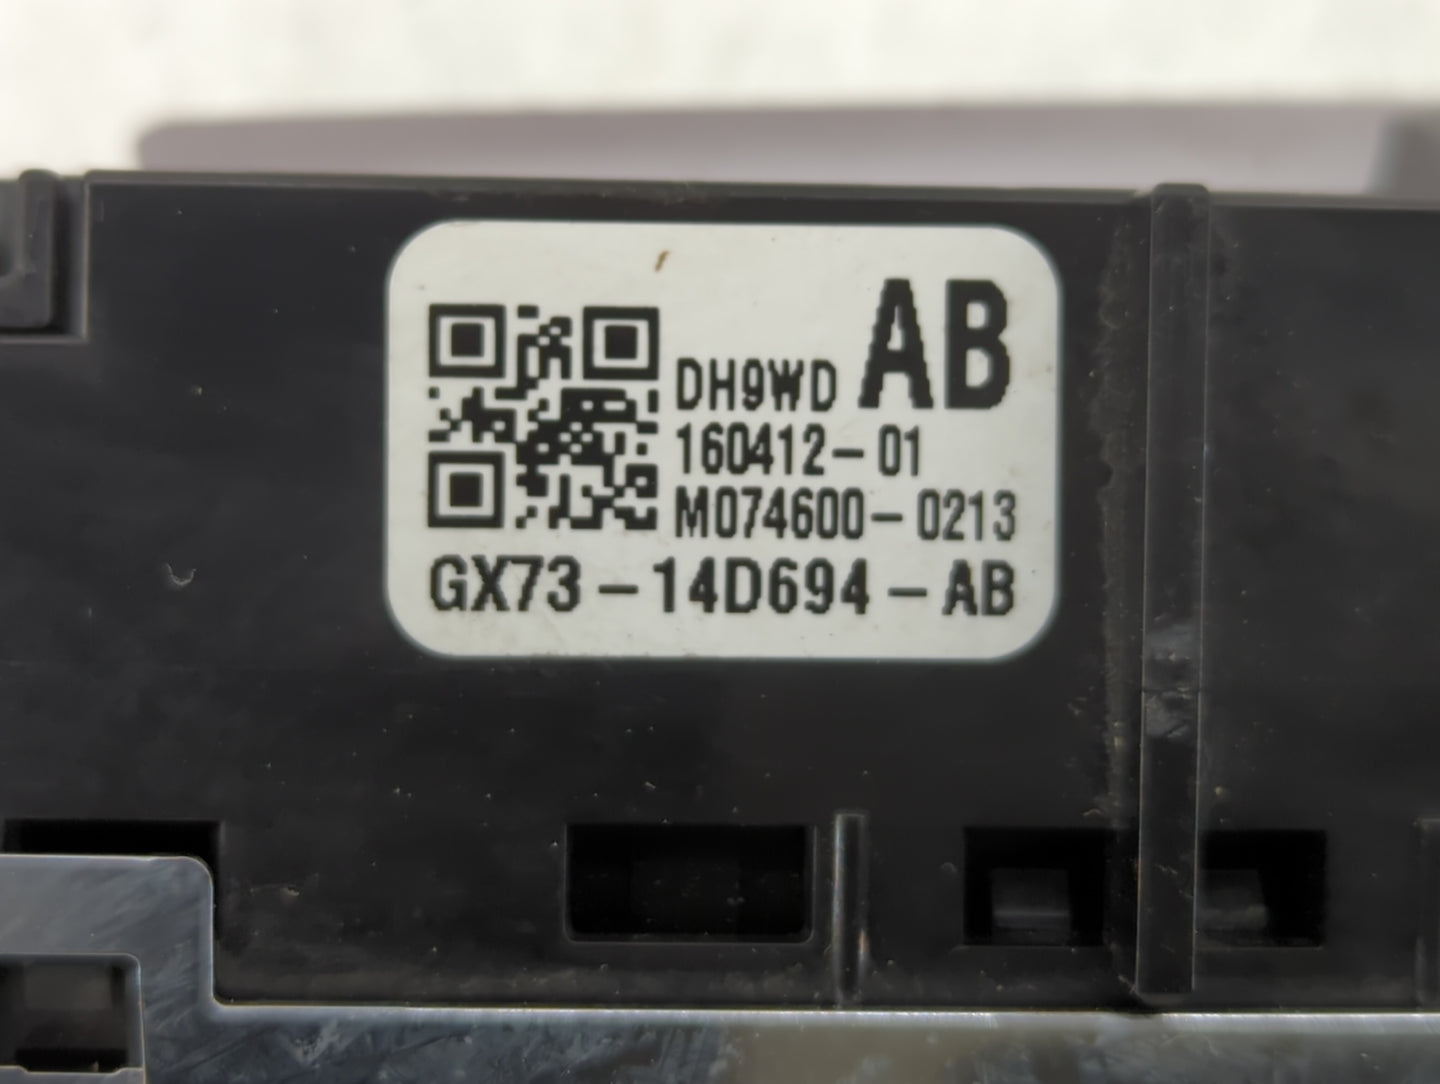 DH9WD AB
160412-01
M074600-0213
GX73-14D694-AB